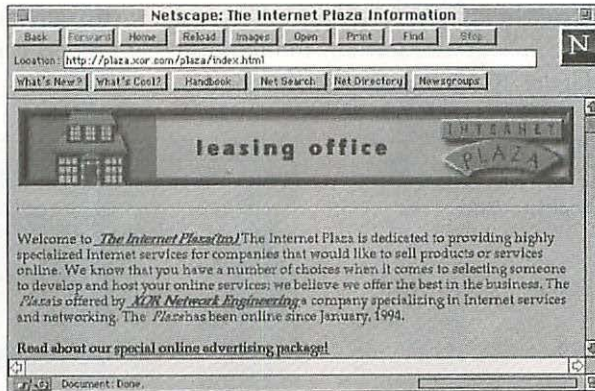 Netscape: The Internet Plaza Information
Back Forward Home Reload Images Open Print Find Stop
Location: http://plaza.xor.com/plaza/index.html
N
What's New? What's Cool? Handbook Net Search Net Directory Newsgroups
leasing office
INTERNET
PLAZA
Welcome to The Internet Plaza(tm) The Internet Plaza is dedicated to providing highly
specialized Internet services for companies that would like to sell products or services
online. We know that you have a number of choices when it comes to selecting someone
to develop and host your online services; we believe we offer the best in the business. The
Plaza is offered by XOR Network Engineering a company specializing in Internet services
and networking. The Plaza has been online since January, 1994.
Read about our special online advertising package!
Document: Done.